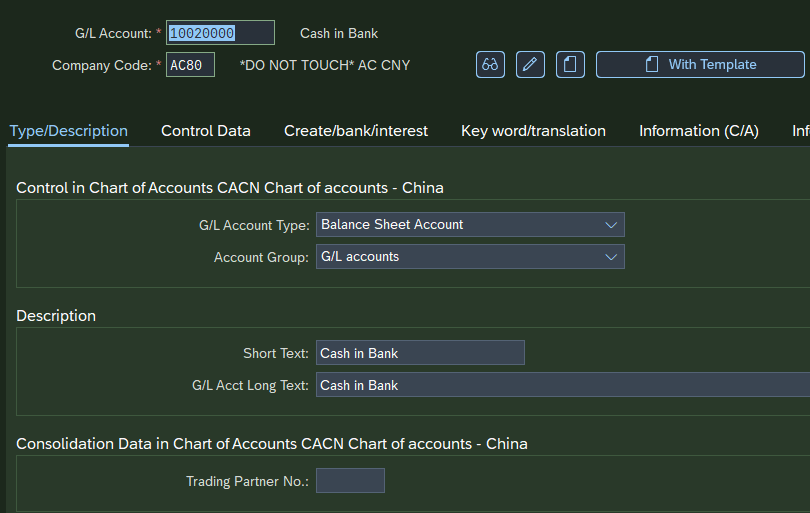 G/L Account: * 10020000 Cash in Bank
Company Code: * AC80 *DO NOT TOUCH* AC CNY With Template
Type/Description Control Data Create/bank/interest Key word/translation Information (C/A) Inf
Control in Chart of Accounts CACN Chart of accounts - China
G/L Account Type: Balance Sheet Account
Account Group: G/L accounts
Description
Short Text: Cash in Bank
G/L Acct Long Text: Cash in Bank
Consolidation Data in Chart of Accounts CACN Chart of accounts - China
Trading Partner No.: